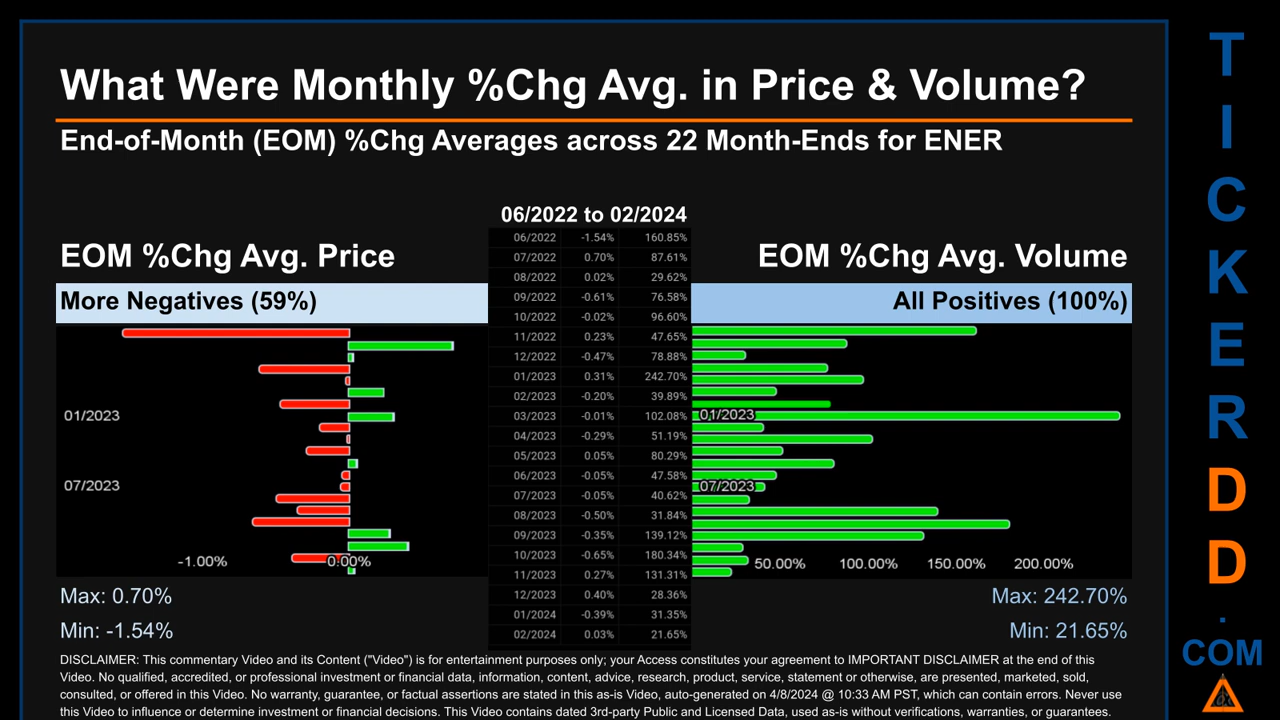 What Were Monthly %Chg Avg. in Price & Volume?
End-of-Month (EOM) %Chg Averages across 22 Month-Ends for ENER
06/2022 to 02/2024
EOM %Chg Avg. Price
EOM %Chg Avg. Volume
More Negatives (59%)
All Positives (100%)
06/2022 -1.54% 160.85%
07/2022 0.70% 87.61%
08/2022 0.02% 29.62%
09/2022 -0.61% 76.58%
10/2022 -0.02% 96.60%
11/2022 0.23% 47.65%
12/2022 -0.47% 78.88%
01/2023 0.31% 242.70%
02/2023 -0.20% 39.89%
03/2023 -0.01% 102.08%
04/2023 -0.29% 51.19%
05/2023 0.05% 80.29%
06/2023 -0.05% 47.58%
07/2023 -0.05% 40.62%
08/2023 -0.50% 31.84%
09/2023 -0.35% 139.12%
10/2023 -0.65% 180.34%
11/2023 0.27% 131.31%
12/2023 0.40% 28.36%
01/2024 -0.39% 31.35%
02/2024 0.03% 21.65%
01/2023
07/2023
-1.00% 0.00%
01/2023
07/2023
50.00% 100.00% 150.00% 200.00%
Max: 0.70%
Min: -1.54%
Max: 242.70%
Min: 21.65%
DISCLAIMER: This commentary Video and its Content ("Video") is for entertainment purposes only; your Access constitutes your agreement to IMPORTANT DISCLAIMER at the end of this
Video. No qualified, accredited, or professional investment or financial data, information, content, advice, research, product, service, statement or otherwise, are presented, marketed, sold,
consulted, or offered in this Video. No warranty, guarantee, or factual assertions are stated in this as-is Video, auto-generated on 4/8/2024 @ 10:33 AM PST, which can contain errors. Never use
this Video to influence or determine investment or financial decisions. This Video contains dated 3rd-party Public and Licensed Data, used as-is without verifications, warranties, or guarantees.
T
I
C
K
E
R
D
D
.
COM